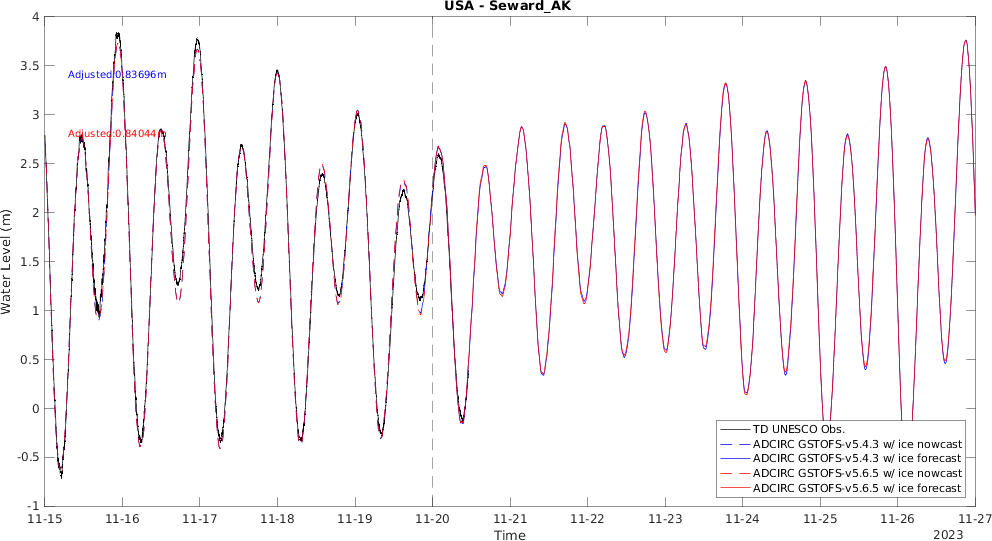 USA - Seward_AK
4
3.5
3
2.5
2
1.5
1
0.5
0
-0.5
-1
Water Level (m)
Adjusted:0.83696m
Adjusted:0.84044m
TD UNESCO Obs.
ADCIRC GSTOFS-v5.4.3 w/ ice nowcast
ADCIRC GSTOFS-v5.4.3 w/ ice forecast
ADCIRC GSTOFS-v5.6.5 w/ ice nowcast
ADCIRC GSTOFS-v5.6.5 w/ ice forecast
11-15 11-16 11-17 11-18 11-19 11-20 11-21 11-22 11-23 11-24 11-25 11-26 11-27
Time
2023